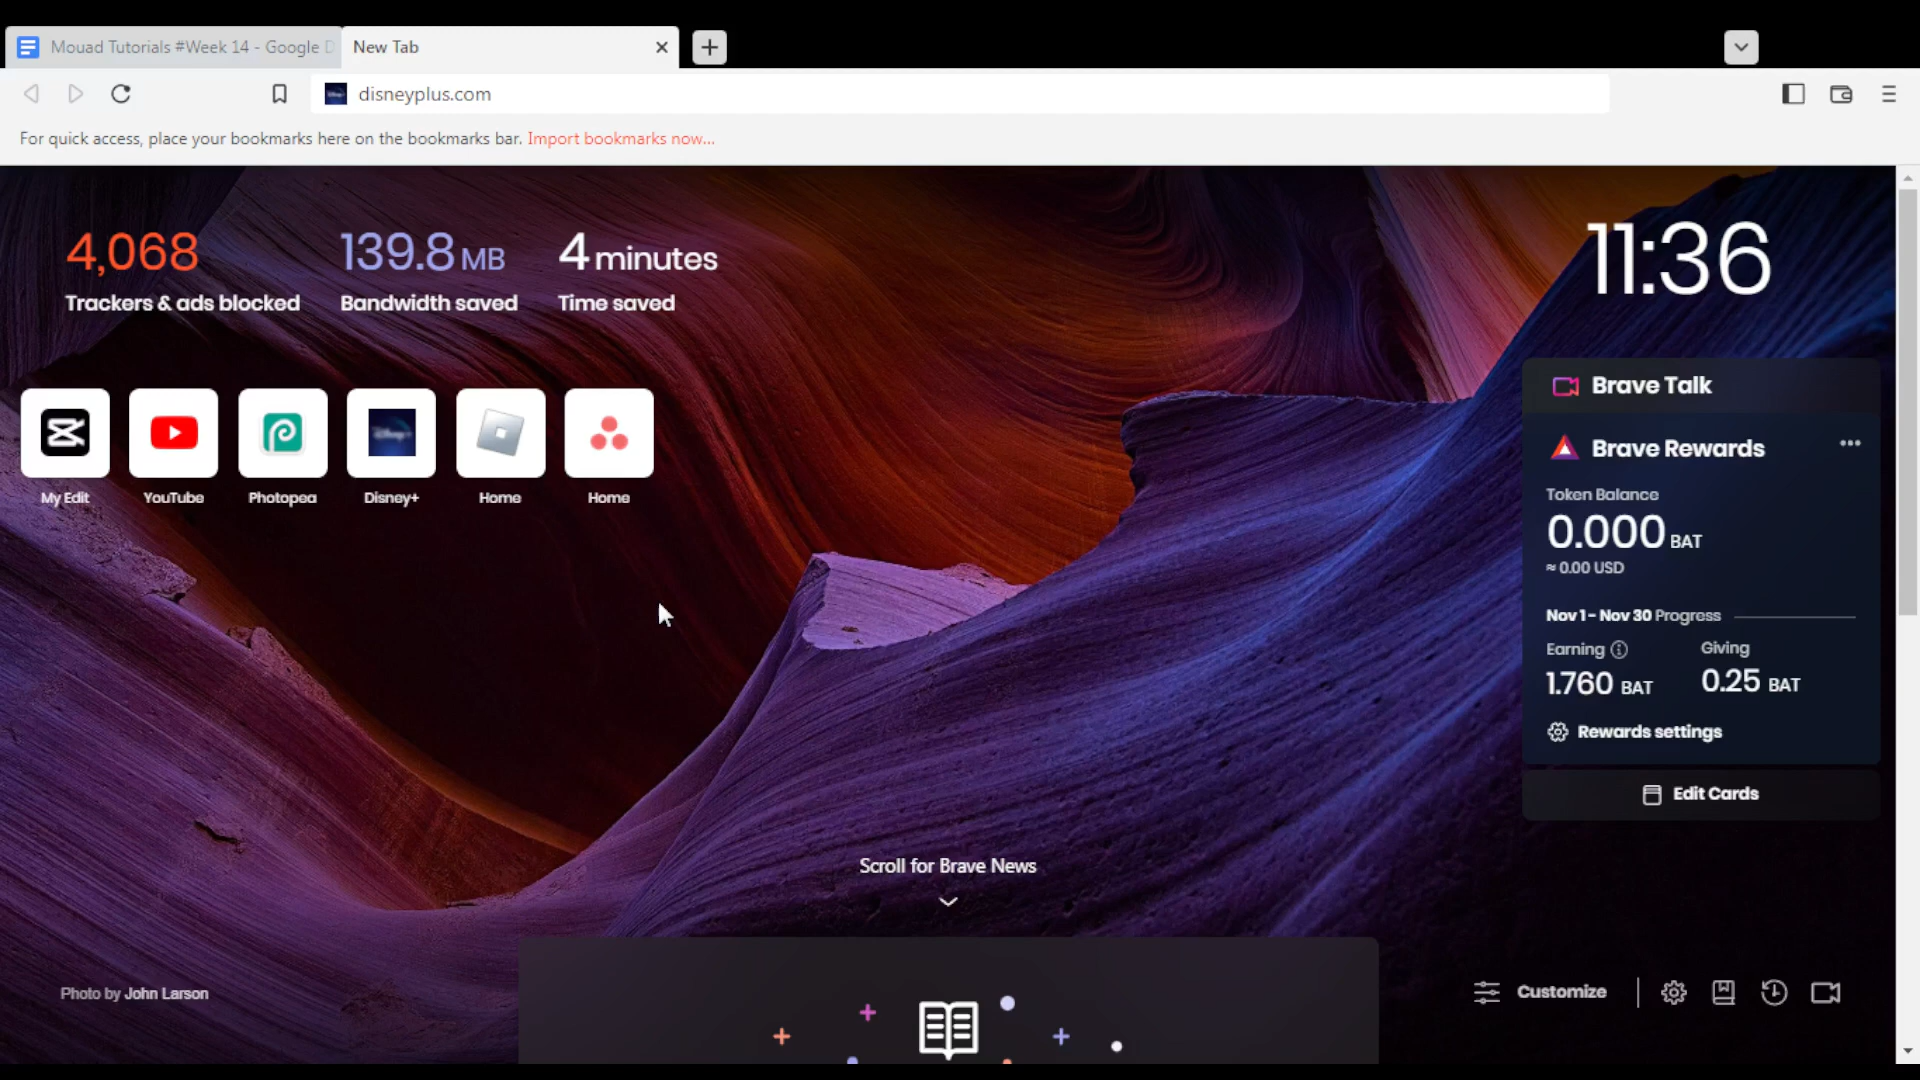 Mouad Tutorials #Week 14 - Google D
New Tab
disneyplus.com
For quick access, place your bookmarks here on the bookmarks bar. Import bookmarks now...
4,068
Trackers & ads blocked
139.8 MB
Bandwidth saved
4 minutes
Time saved
11:36
My Edit
YouTube
Photopea
Disney+
Home
Home
Brave Talk
Brave Rewards
Token Balance
0.000 BAT
≈ 0.00 USD
Nov 1 - Nov 30 Progress
Earning
1.760 BAT
Giving
0.25 BAT
Rewards settings
Edit Cards
Scroll for Brave News
Photo by John Larson
Customize